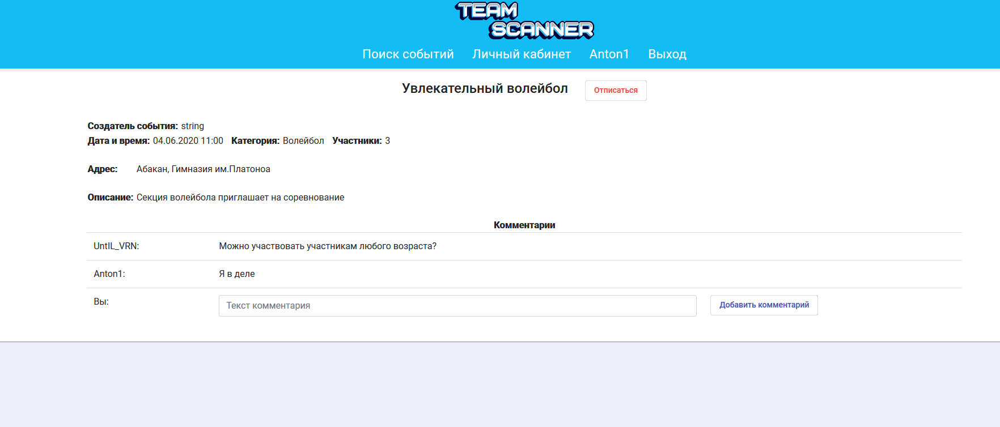 TEAM
SCANNER
Поиск событий Личный кабинет Anton1 Выход
Увлекательный волейбол Отписаться
Создатель события: string
Дата и время: 04.06.2020 11:00 Категория: Волейбол Участники: 3
Адрес: Абакан, Гимназия им.Платоноа
Описание: Секция волейбола приглашает на соревнование
Комментарии
UntIL_VRN: Можно участвовать участникам любого возраста?
Anton1: Я в деле
Вы: Текст комментария Добавить комментарий